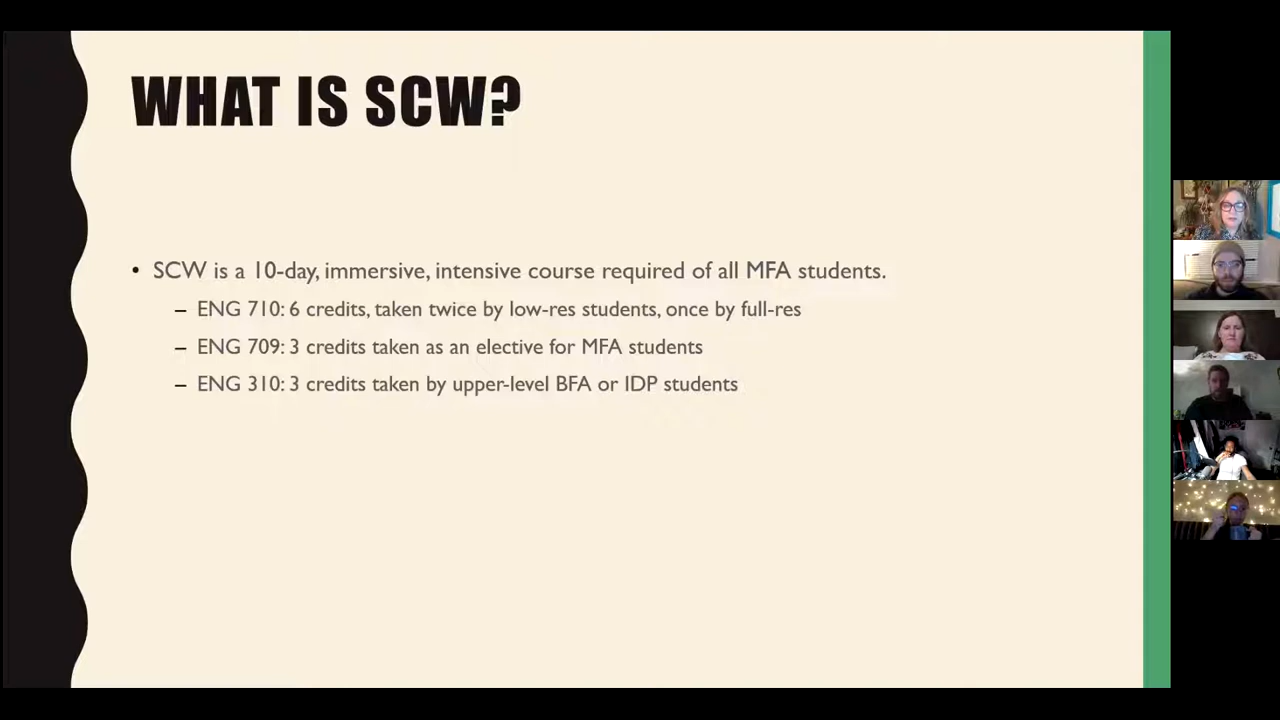 WHAT IS SCW?
• SCW is a 10-day, immersive, intensive course required of all MFA students.
– ENG 710: 6 credits, taken twice by low-res students, once by full-res
– ENG 709: 3 credits taken as an elective for MFA students
– ENG 310: 3 credits taken by upper-level BFA or IDP students